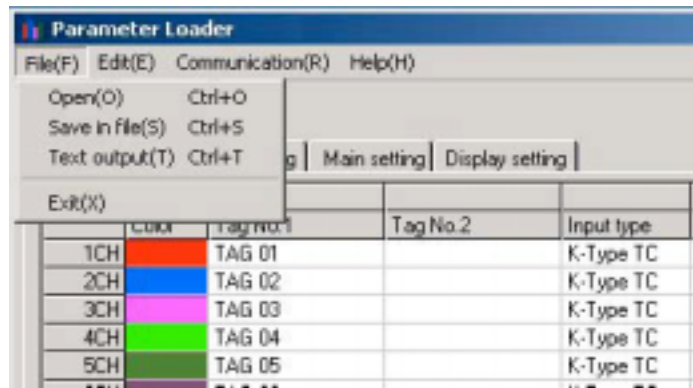 Parameter Loader
File(F) Edit(E) Communication(R) Help(H)
Open(O) Ctrl+O
Save in file(S) Ctrl+S
Text output(T) Ctrl+T
Exit(X)
Main setting Display setting
Color Tag No.1 Tag No.2 Input type
1CH TAG 01 K-Type TC
2CH TAG 02 K-Type TC
3CH TAG 03 K-Type TC
4CH TAG 04 K-Type TC
5CH TAG 05 K-Type TC